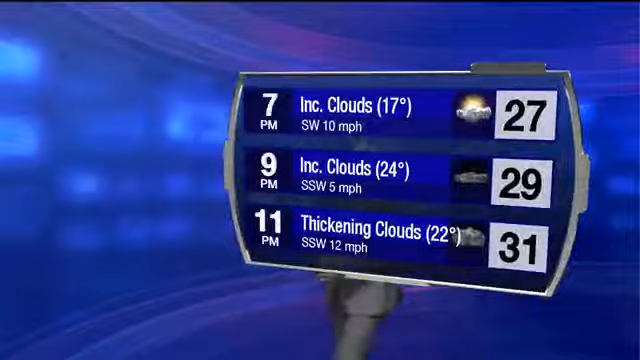 7 PM
Inc. Clouds (17°)
SW 10 mph
27
9 PM
Inc. Clouds (24°)
SSW 5 mph
29
11 PM
Thickening Clouds (22°)
SSW 12 mph
31